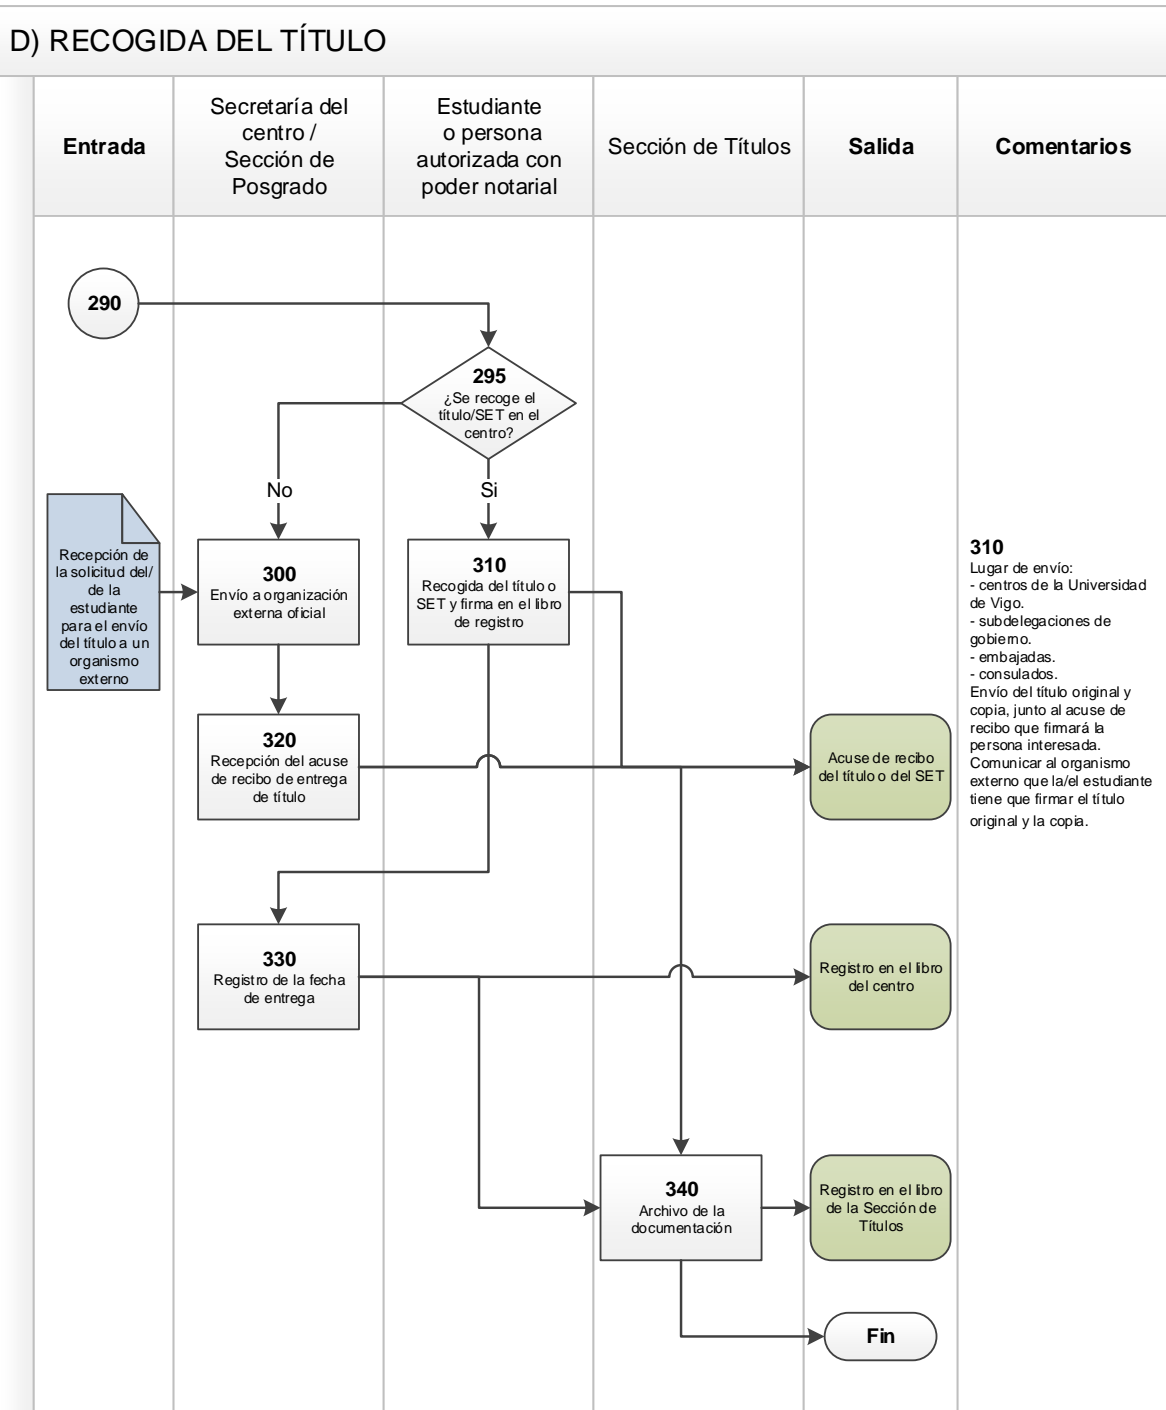 D) RECOGIDA DEL TÍTULO
Entrada
Secretaría del
centro /
Sección de
Posgrado
Estudiante
o persona
autorizada con
poder notarial
Sección de Títulos
Salida
Comentarios
290
295
¿Se recoge el
título/SET en el
centro?
No
Si
Recepción de
la solicitud del/
de la
estudiante
para el envío
del título a un
organismo
externo
300
Envío a organización
externa oficial
310
Recogida del título o
SET y firma en el libro
de registro
310
Lugar de envío:
- centros de la Universidad
de Vigo.
- subdelegaciones de
gobierno.
- embajadas.
- consulados.
Envío del título original y
copia, junto al acuse de
recibo que firmará la
persona interesada.
Comunicar al organismo
externo que la/el estudiante
tiene que firmar el título
original y la copia.
320
Recepción del acuse
de recibo de entrega
de título
Acuse de recibo
del título o del SET
330
Registro de la fecha
de entrega
Registro en el libro
del centro
340
Archivo de la
documentación
Registro en el libro
de la Sección de
Títulos
Fin